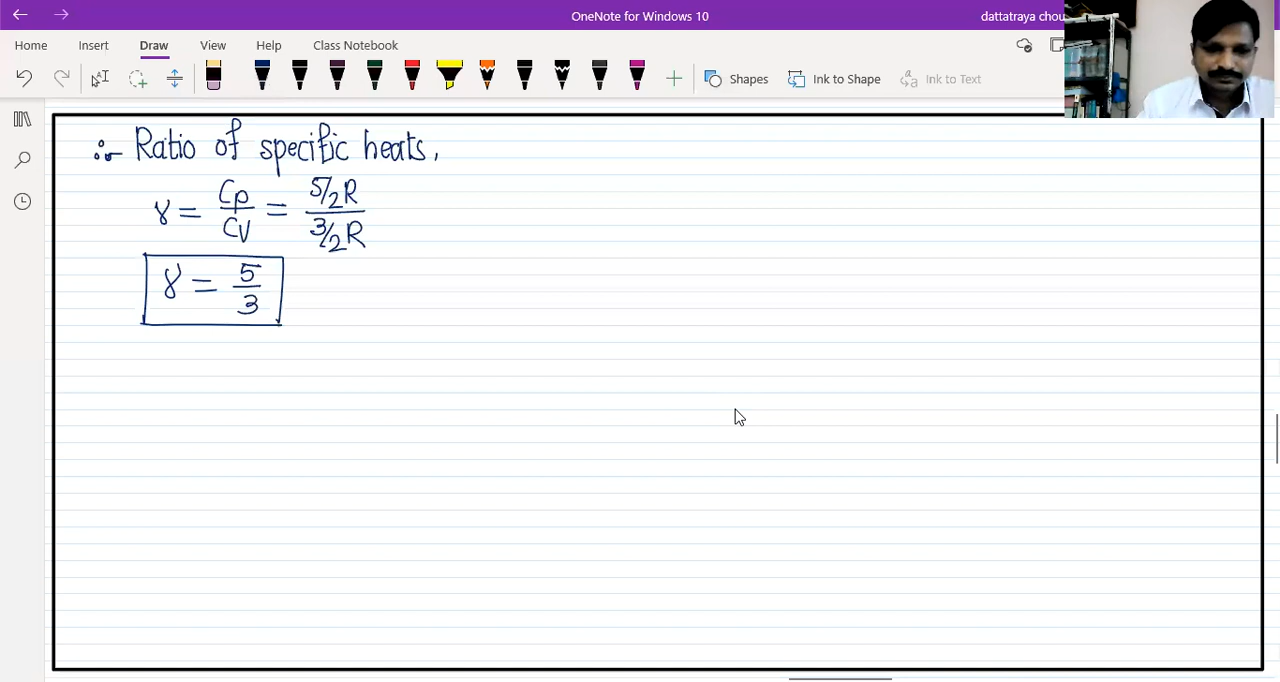 OneNote for Windows 10
dattatraya chou
Home Insert Draw View Help Class Notebook
Shapes Ink to Shape Ink to Text
∴ Ratio of specific heats,
γ = Cp/CV = 5/2 R / 3/2 R
γ = 5/3